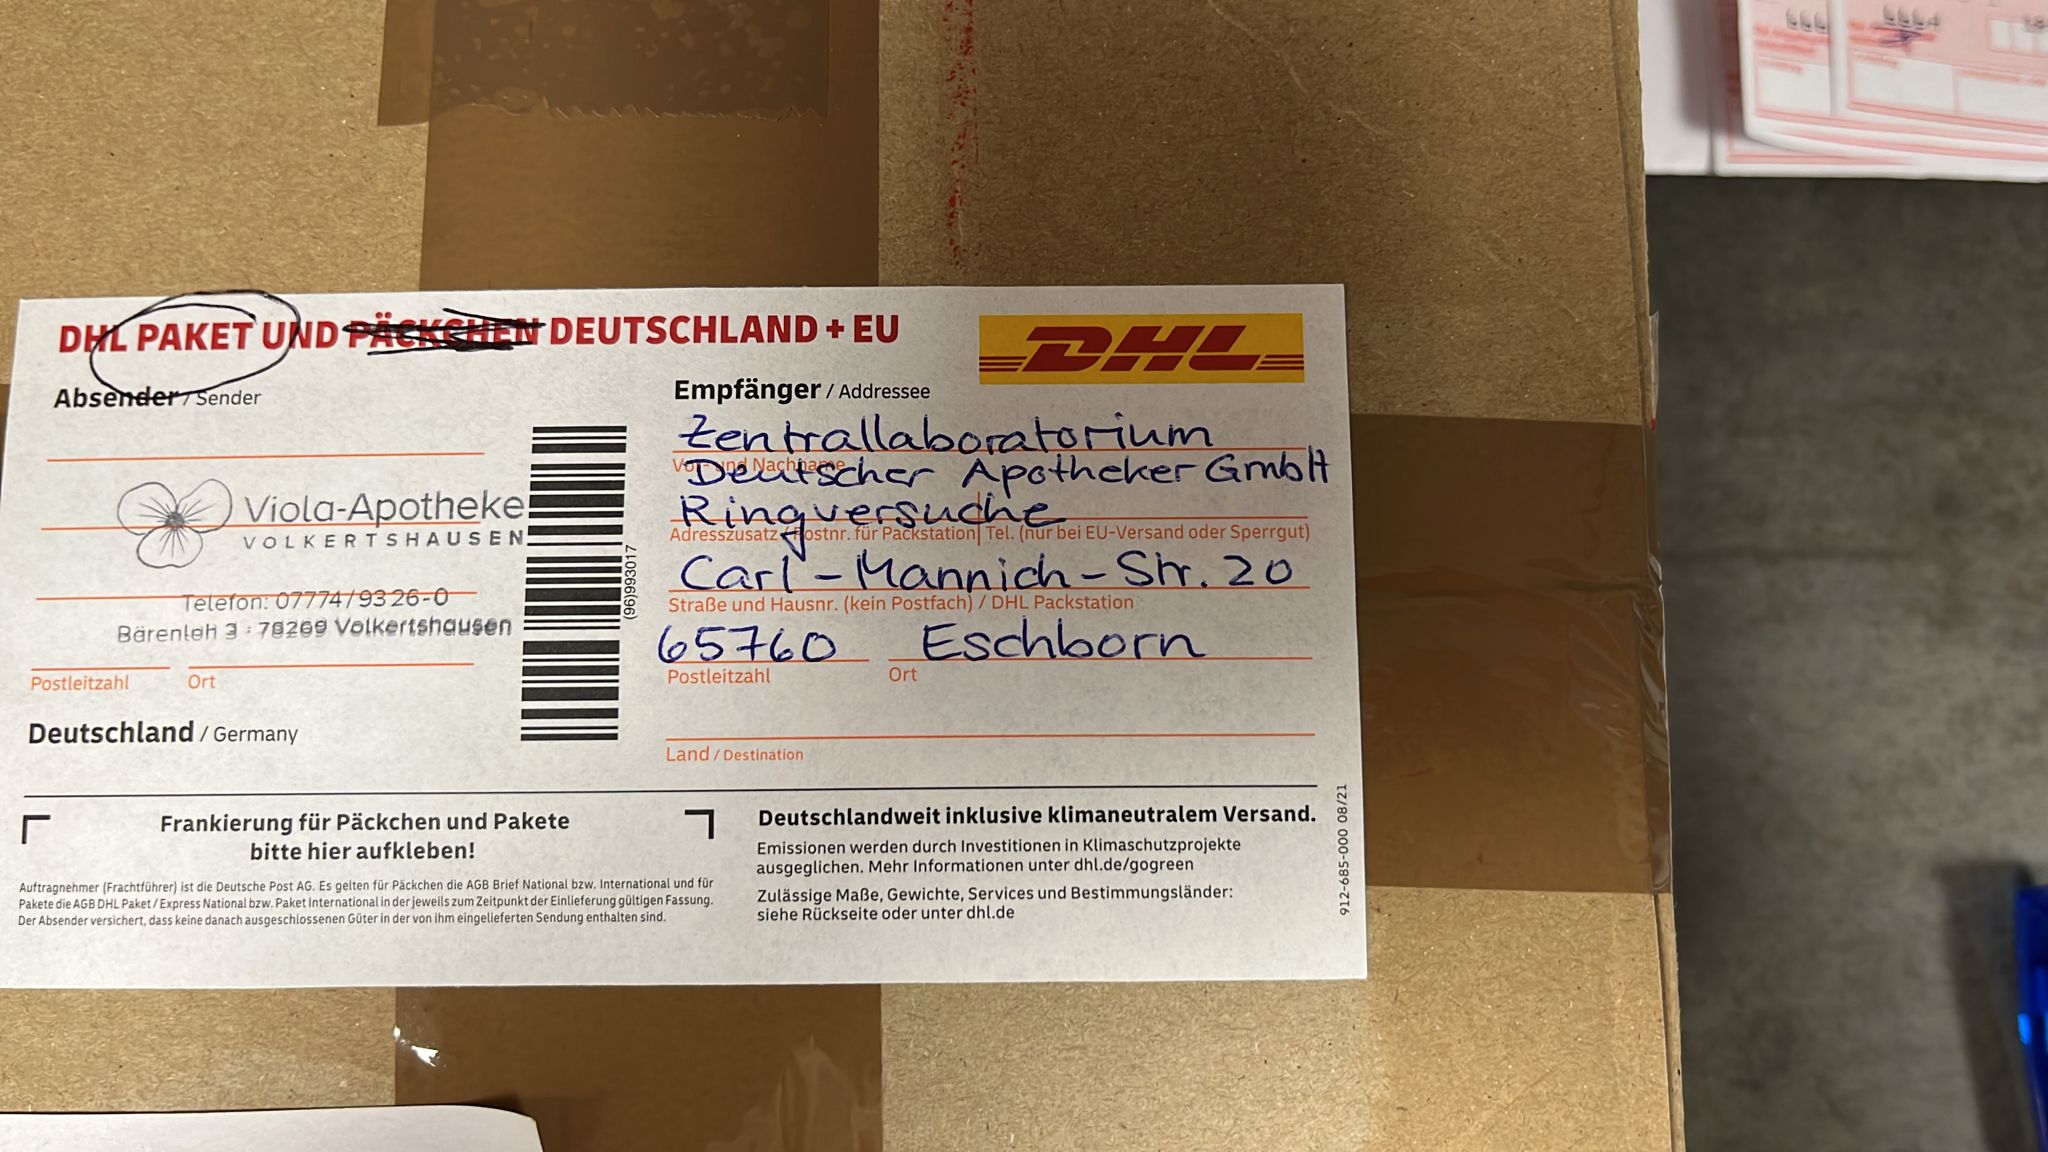 DHL PAKET UND PÄCKCHEN DEUTSCHLAND + EU
DHL
Absender / Sender
Viola-Apotheke
VOLKERTSHAUSEN
Telefon: 07774/9326-0
Bärenloh 3 · 78269 Volkertshausen
Postleitzahl Ort
Deutschland / Germany
(96)993017
Empfänger / Addressee
Zentrallaboratorium
Vor- und Nachname
Deutscher Apotheker GmbH
Ringversuche
Adresszusatz / Postnr. für Packstation| Tel. (nur bei EU-Versand oder Sperrgut)
Carl-Mannich-Str. 20
Straße und Hausnr. (kein Postfach) / DHL Packstation
65760 Eschborn
Postleitzahl Ort
Land / Destination
Frankierung für Päckchen und Pakete
bitte hier aufkleben!
Auftragnehmer (Frachtführer) ist die Deutsche Post AG. Es gelten für Päckchen die AGB Brief National bzw. International und für
Pakete die AGB DHL Paket / Express National bzw. Paket International in der jeweils zum Zeitpunkt der Einlieferung gültigen Fassung.
Der Absender versichert, dass keine danach ausgeschlossenen Güter in der von ihm eingelieferten Sendung enthalten sind.
Deutschlandweit inklusive klimaneutralem Versand.
Emissionen werden durch Investitionen in Klimaschutzprojekte
ausgeglichen. Mehr Informationen unter dhl.de/gogreen
Zulässige Maße, Gewichte, Services und Bestimmungsländer:
siehe Rückseite oder unter dhl.de
912-685-000 08/21